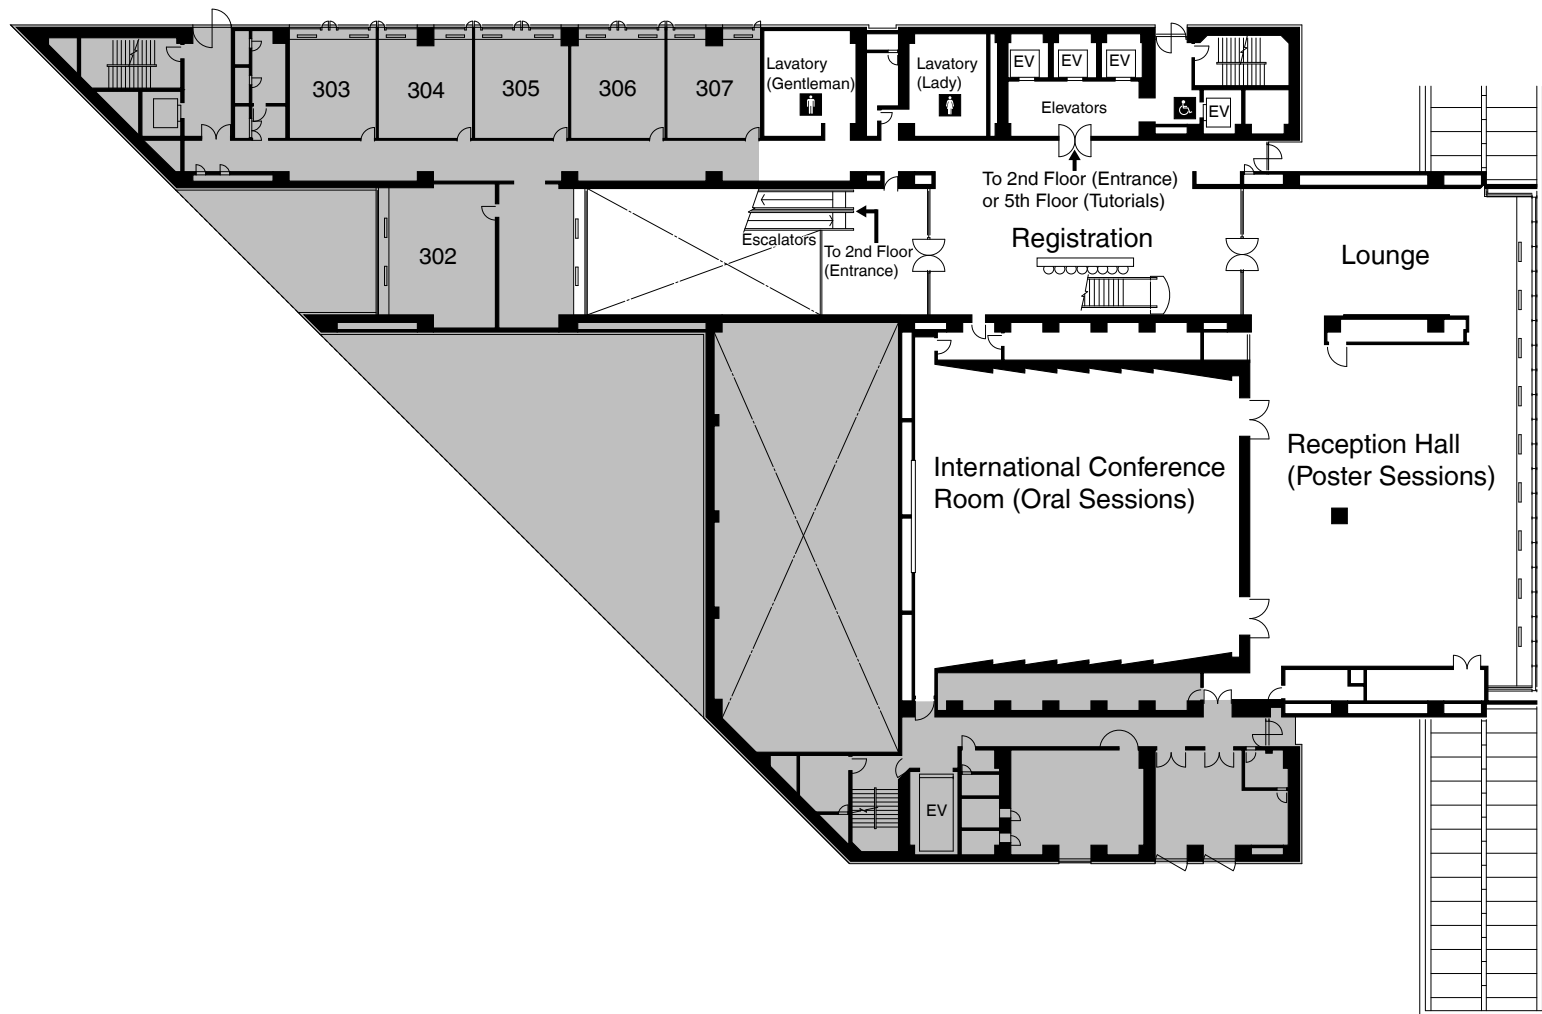 303
304
305
306
307
Lavatory
(Gentleman)
Lavatory
(Lady)
EV
EV
EV
Elevators
EV
To 2nd Floor (Entrance)
or 5th Floor (Tutorials)
302
Escalators
To 2nd Floor
(Entrance)
Registration
Lounge
International Conference
Room (Oral Sessions)
Reception Hall
(Poster Sessions)
EV